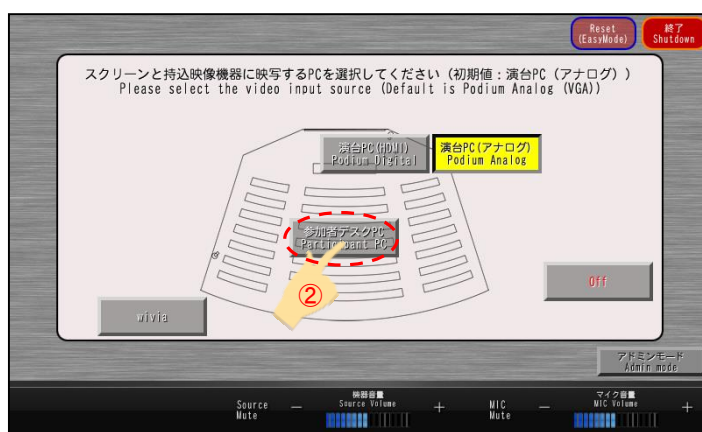 Reset
(EasyMode)
終了
Shutdown
スクリーンと持込映像機器に映写するPCを選択してください（初期値：演台PC（アナログ））
Please select the video input source (Default is Podium Analog (VGA))
演台PC(HDMI)
Podium Digital
演台PC(アナログ)
Podium Analog
参加者デスクPC
Participant PC
②
Off
wivia
アドミンモード
Admin mode
Source
Mute
−
機器音量
Source Volume
+
MIC
Mute
−
マイク音量
MIC Volume
+